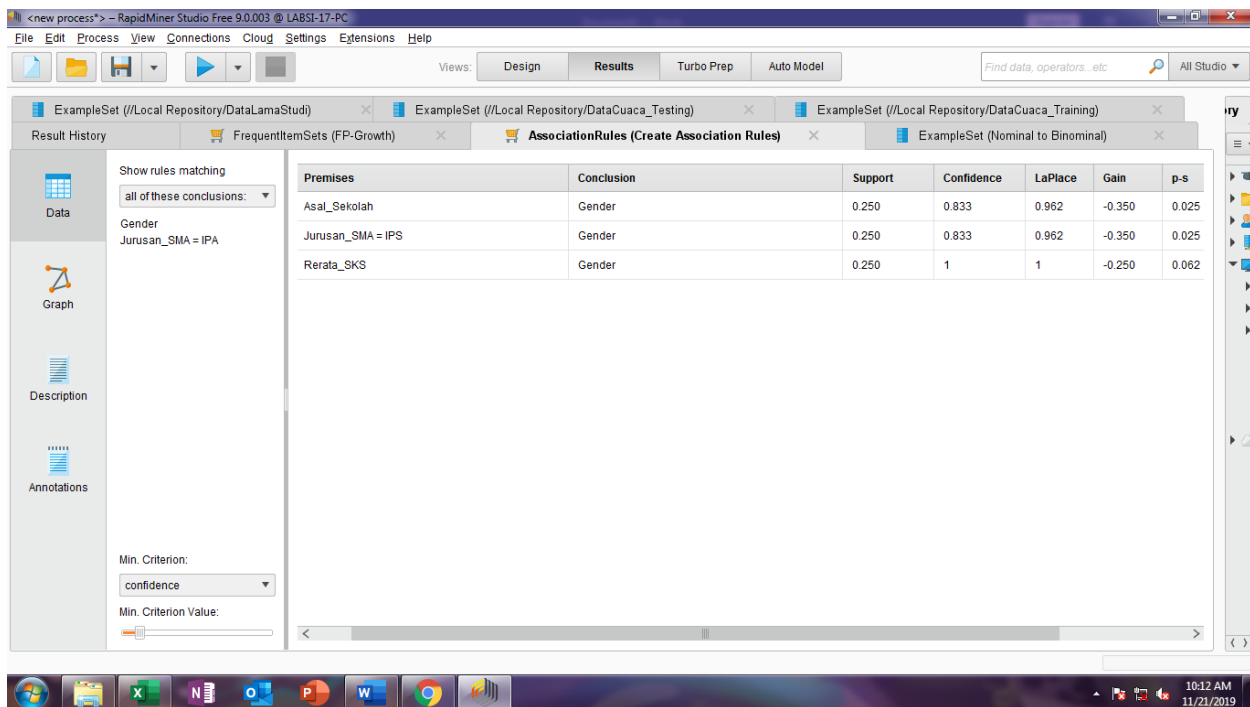 <new process*> – RapidMiner Studio Free 9.0.003 @ LABSI-17-PC
File Edit Process View Connections Cloud Settings Extensions Help
Views: Design Results Turbo Prep Auto Model Find data, operators...etc All Studio
ExampleSet (//Local Repository/DataLamaStudi) ExampleSet (//Local Repository/DataCuaca_Testing) ExampleSet (//Local Repository/DataCuaca_Training)
Result History FrequentItemSets (FP-Growth) AssociationRules (Create Association Rules) ExampleSet (Nominal to Binominal)
Data
Graph
Description
Annotations
Show rules matching
all of these conclusions:
Gender
Jurusan_SMA = IPA
Min. Criterion:
confidence
Min. Criterion Value:
Premises Conclusion Support Confidence LaPlace Gain p-s
Asal_Sekolah Gender 0.250 0.833 0.962 -0.350 0.025
Jurusan_SMA = IPS Gender 0.250 0.833 0.962 -0.350 0.025
Rerata_SKS Gender 0.250 1 1 -0.250 0.062
10:12 AM
11/21/2019